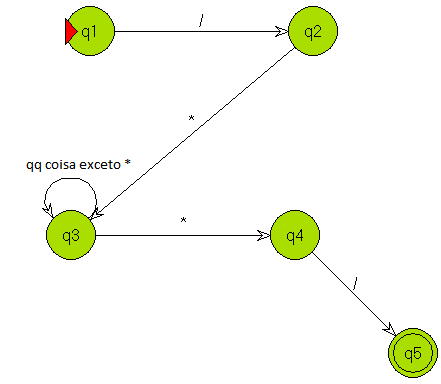 /
q1
q2
*
qq coisa exceto *
*
q3
q4
/
q5